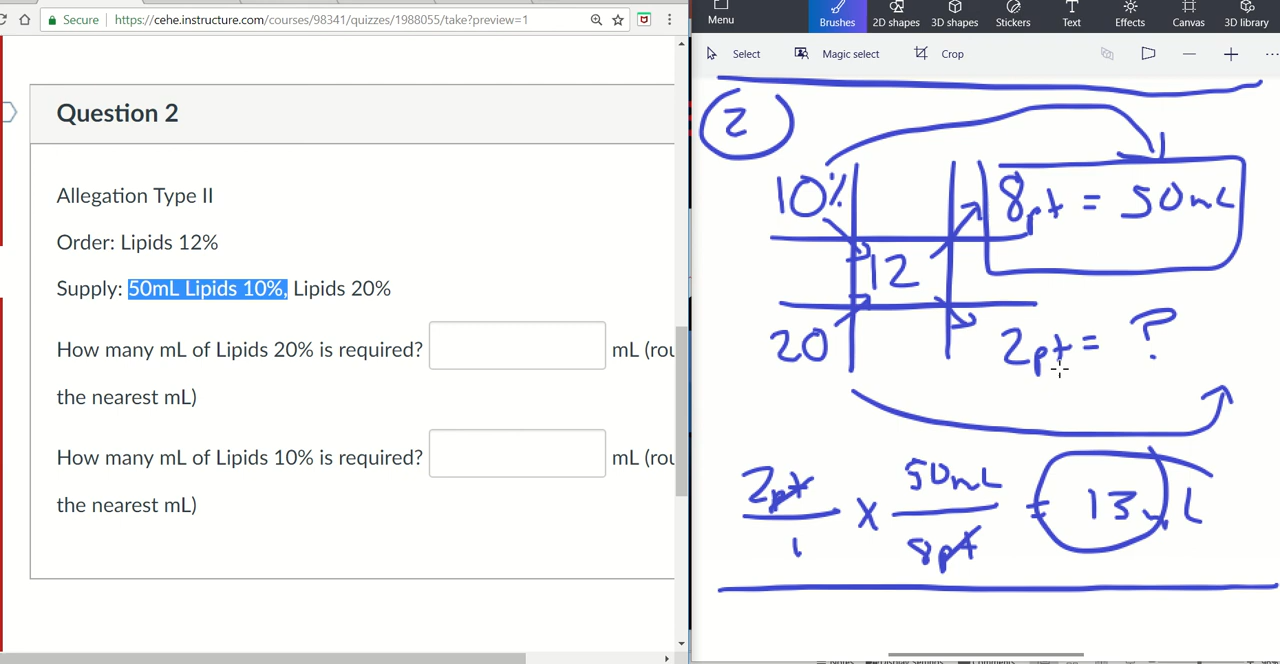 Secure | https://cehe.instructure.com/courses/98341/quizzes/1988055/take?preview=1
Menu
Brushes
2D shapes
3D shapes
Stickers
Text
Effects
Canvas
3D library
Select
Magic select
Crop
Question 2
Allegation Type II
Order: Lipids 12%
Supply: 50mL Lipids 10%, Lipids 20%
How many mL of Lipids 20% is required? mL (rou
the nearest mL)
How many mL of Lipids 10% is required? mL (rou
the nearest mL)
2
10% 8pt = 50mL
12
20 2pt = ?
2pt 50mL
— x — = 13mL
1 8pt